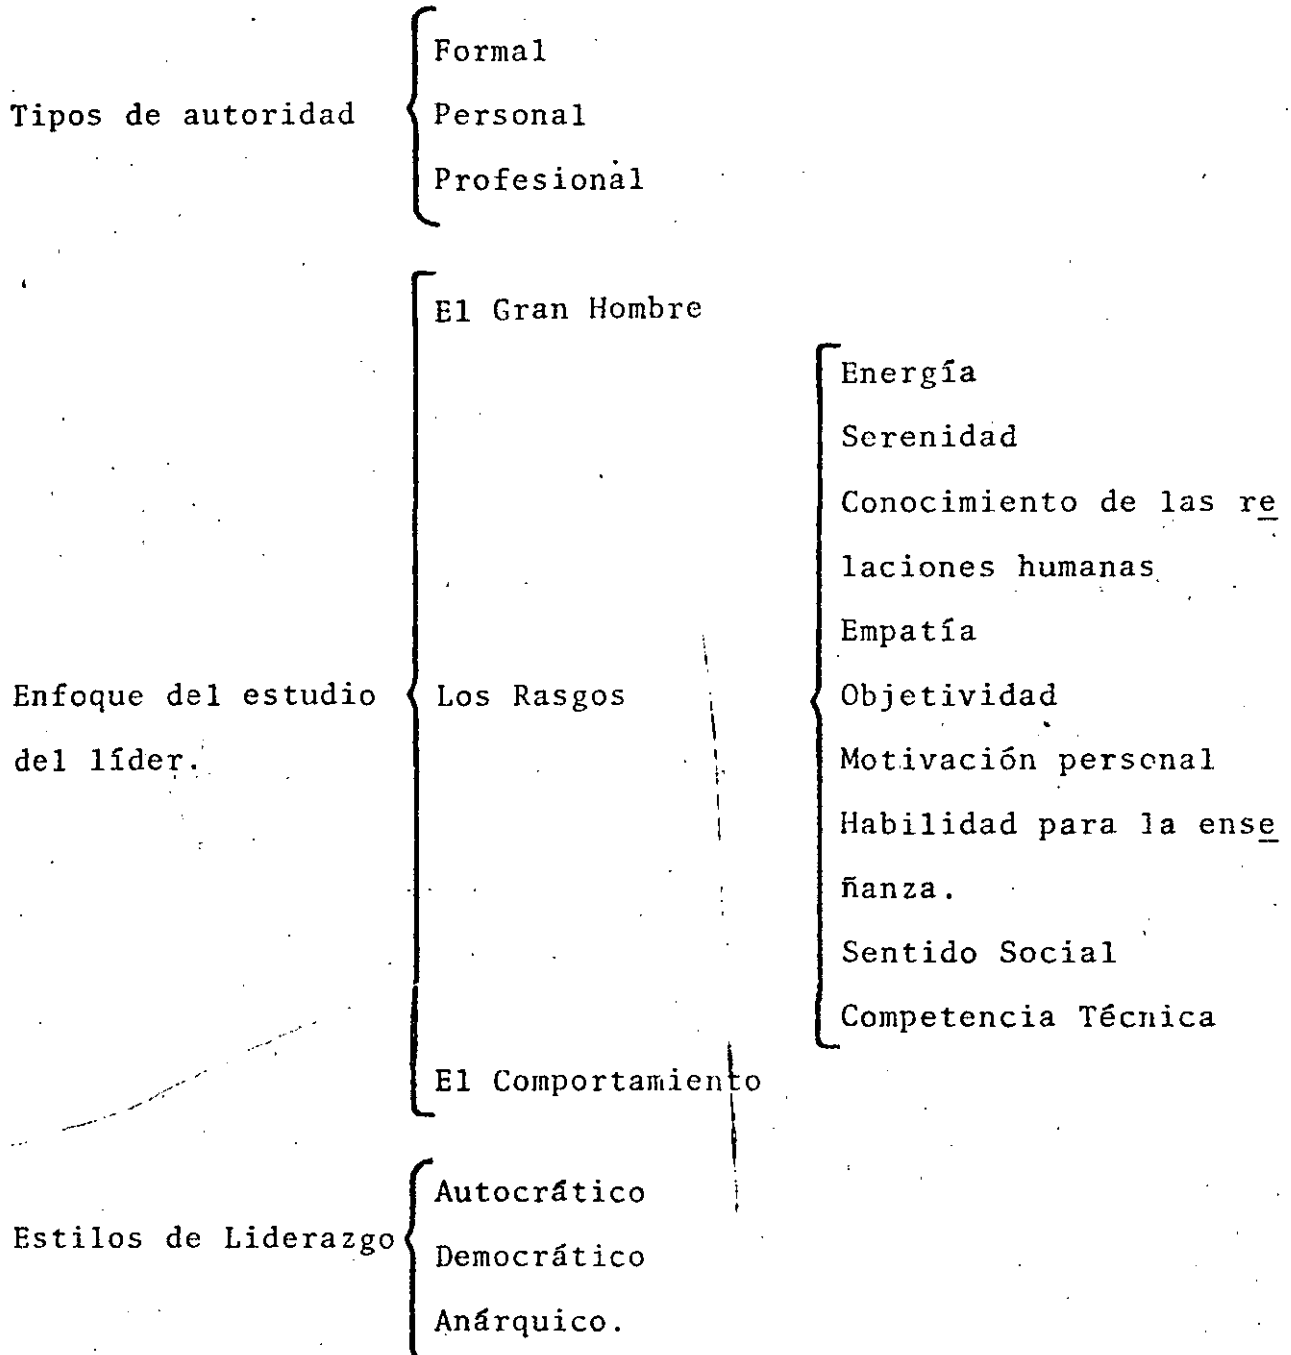 Formal
Tipos de autoridad
Personal
Profesional
El Gran Hombre
Energía
Serenidad
Conocimiento de las re
laciones humanas
Empatía
Enfoque del estudio
Los Rasgos
Objetividad
del líder.
Motivación personal
Habilidad para la ense
ñanza.
Sentido Social
Competencia Técnica
El Comportamiento
Autocrático
Estilos de Liderazgo
Democrático
Anárquico.